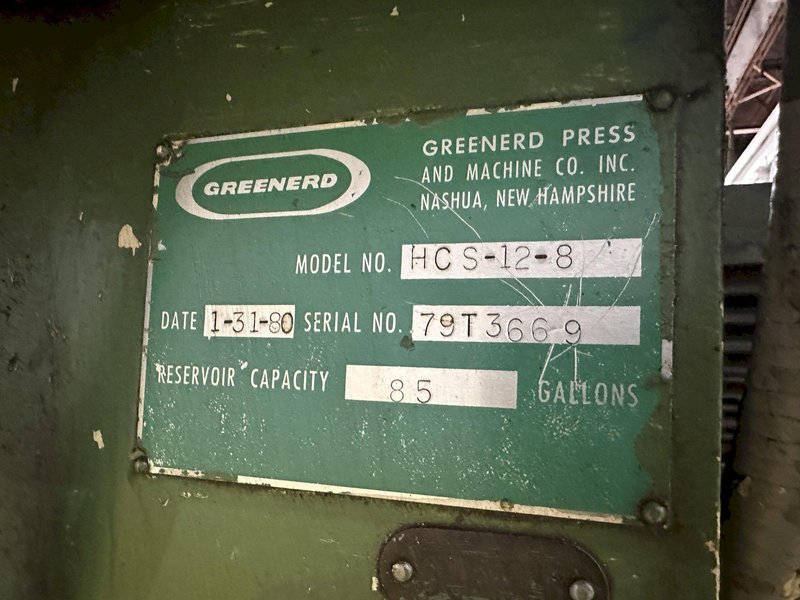 GREENERD
GREENERD PRESS
AND MACHINE CO. INC.
NASHUA, NEW HAMPSHIRE
MODEL NO. HCS-12-8
DATE 1-31-80 SERIAL NO. 79T3669
RESERVOIR CAPACITY 85 GALLONS